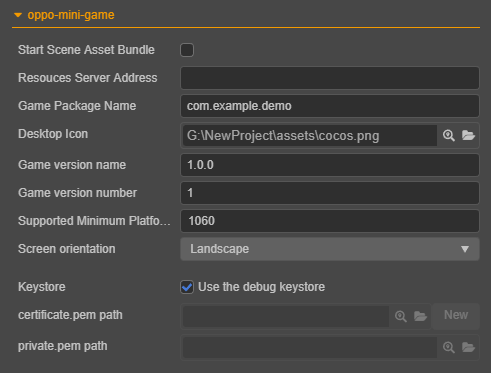 oppo-mini-game
Start Scene Asset Bundle
Resouces Server Address
Game Package Name com.example.demo
Desktop Icon G:\NewProject\assets\cocos.png
Game version name 1.0.0
Game version number 1
Supported Minimum Platfo... 1060
Screen orientation Landscape
Keystore Use the debug keystore
certificate.pem path New
private.pem path